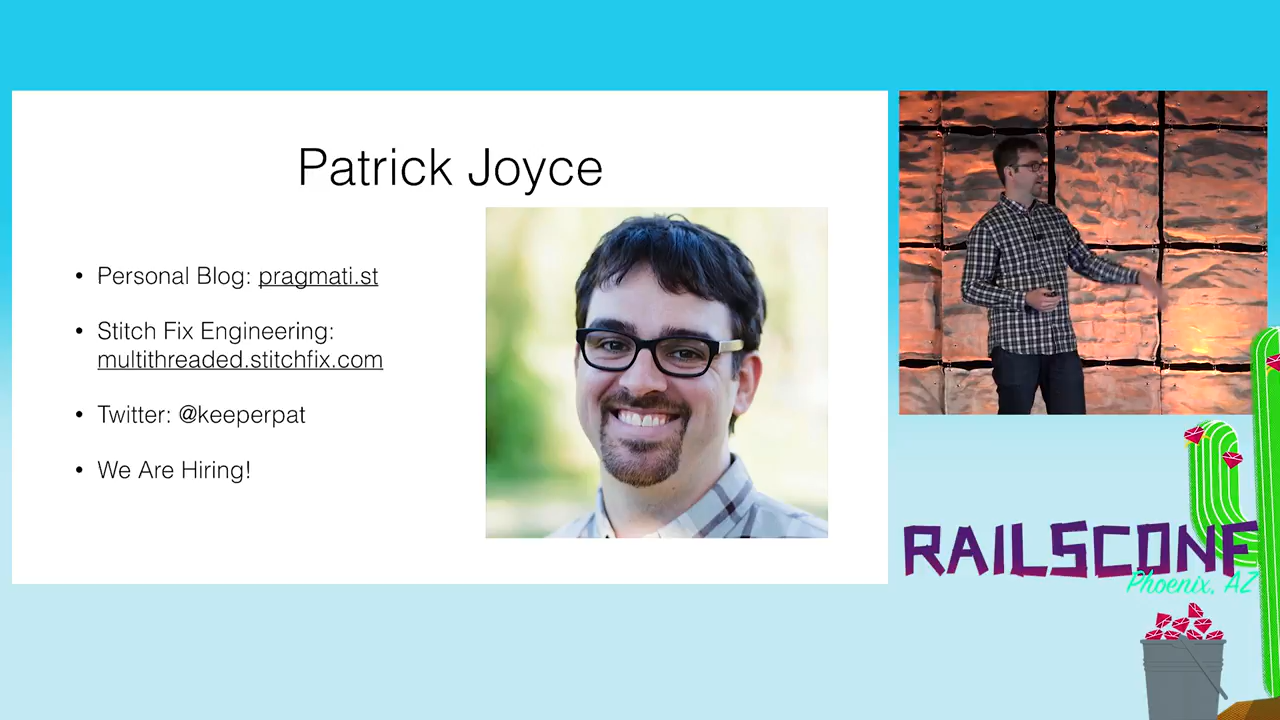 Patrick Joyce
• Personal Blog: pragmati.st
• Stitch Fix Engineering:
multithreaded.stitchfix.com
• Twitter: @keeperpat
• We Are Hiring!
RAILSCONF
Phoenix, AZ